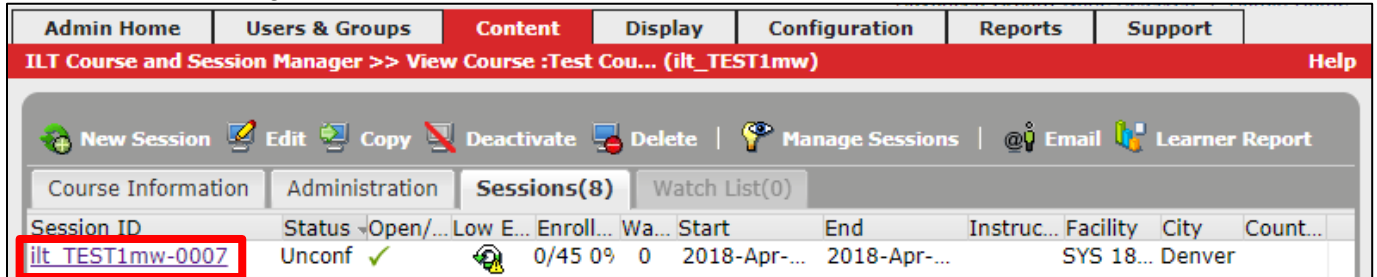 Admin Home Users & Groups Content Display Configuration Reports Support
ILT Course and Session Manager >> View Course :Test Cou... (ilt_TEST1mw) Help
New Session Edit Copy Deactivate Delete | Manage Sessions | Email Learner Report
Course Information Administration Sessions(8) Watch List(0)
Session ID Status Open/... Low E... Enroll... Wa... Start End Instruc... Facility City Count...
ilt_TEST1mw-0007 Unconf 0/45 0% 0 2018-Apr-... 2018-Apr-... SYS 18... Denver